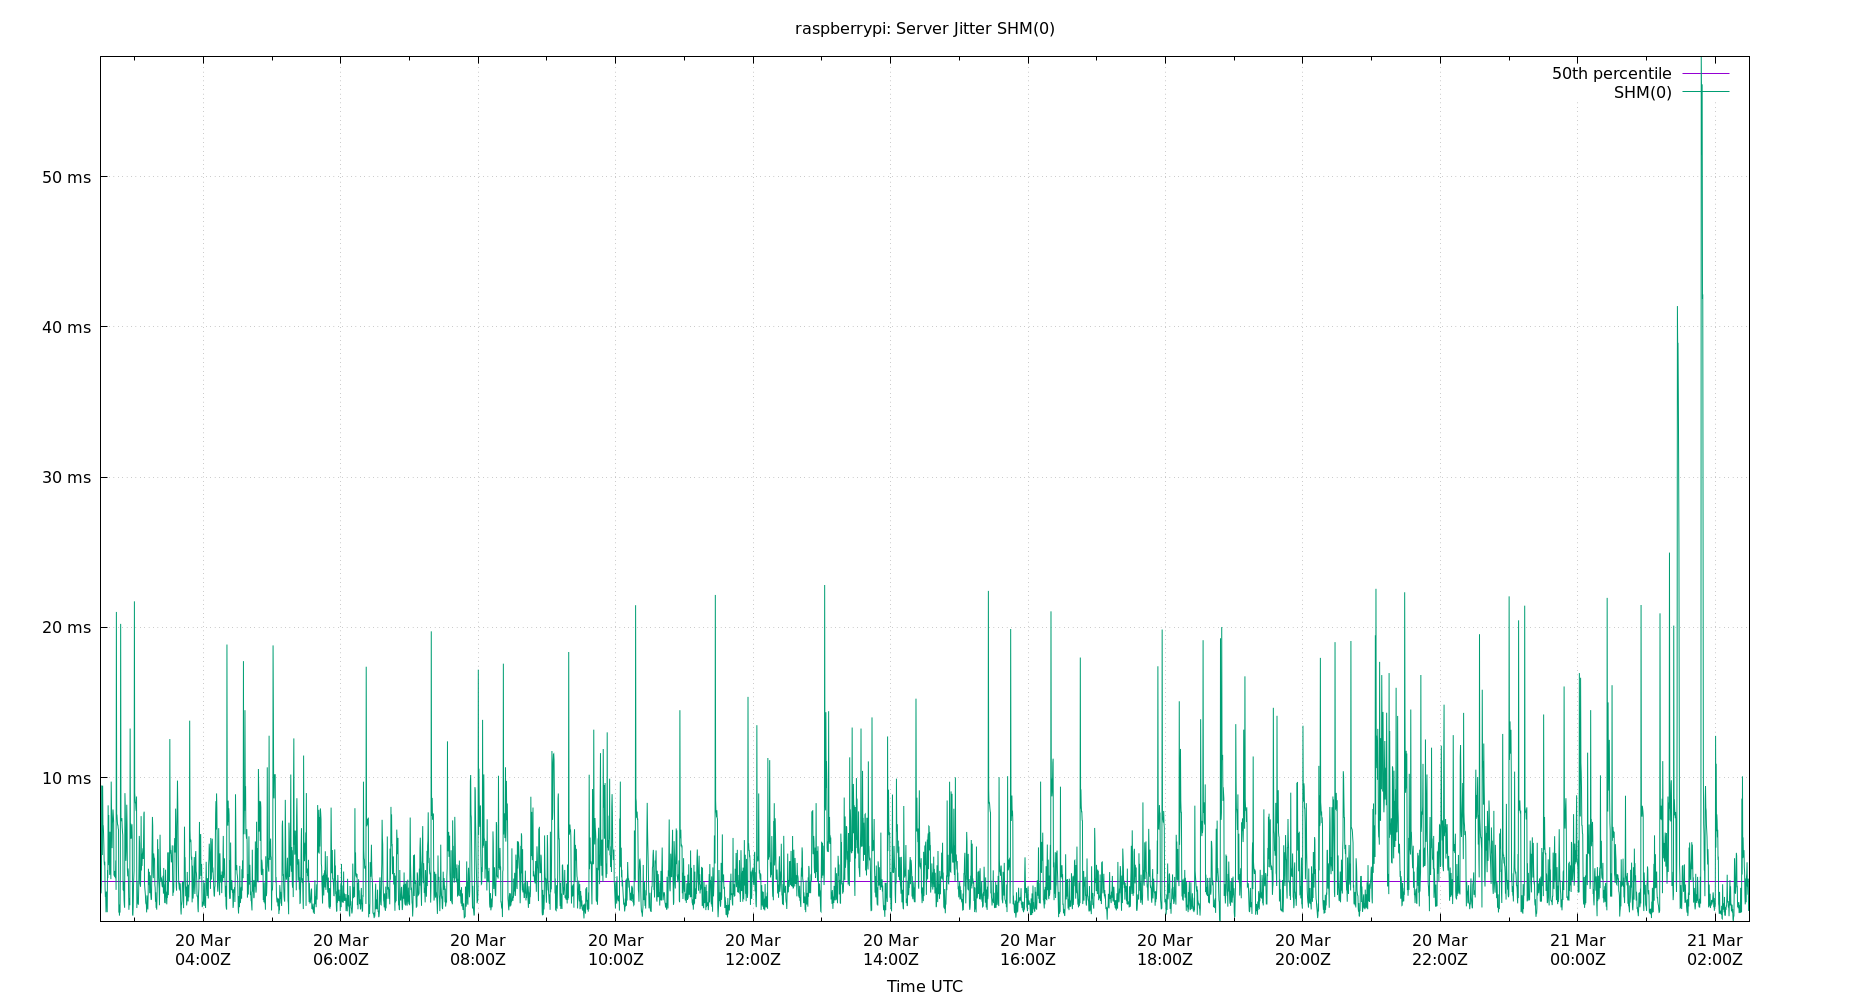 raspberrypi: Server Jitter SHM(0)
50th percentile
SHM(0)
50 ms
40 ms
30 ms
20 ms
10 ms
20 Mar 20 Mar 20 Mar 20 Mar 20 Mar 20 Mar 20 Mar 20 Mar 20 Mar 20 Mar 21 Mar 21 Mar
04:00Z 06:00Z 08:00Z 10:00Z 12:00Z 14:00Z 16:00Z 18:00Z 20:00Z 22:00Z 00:00Z 02:00Z
Time UTC